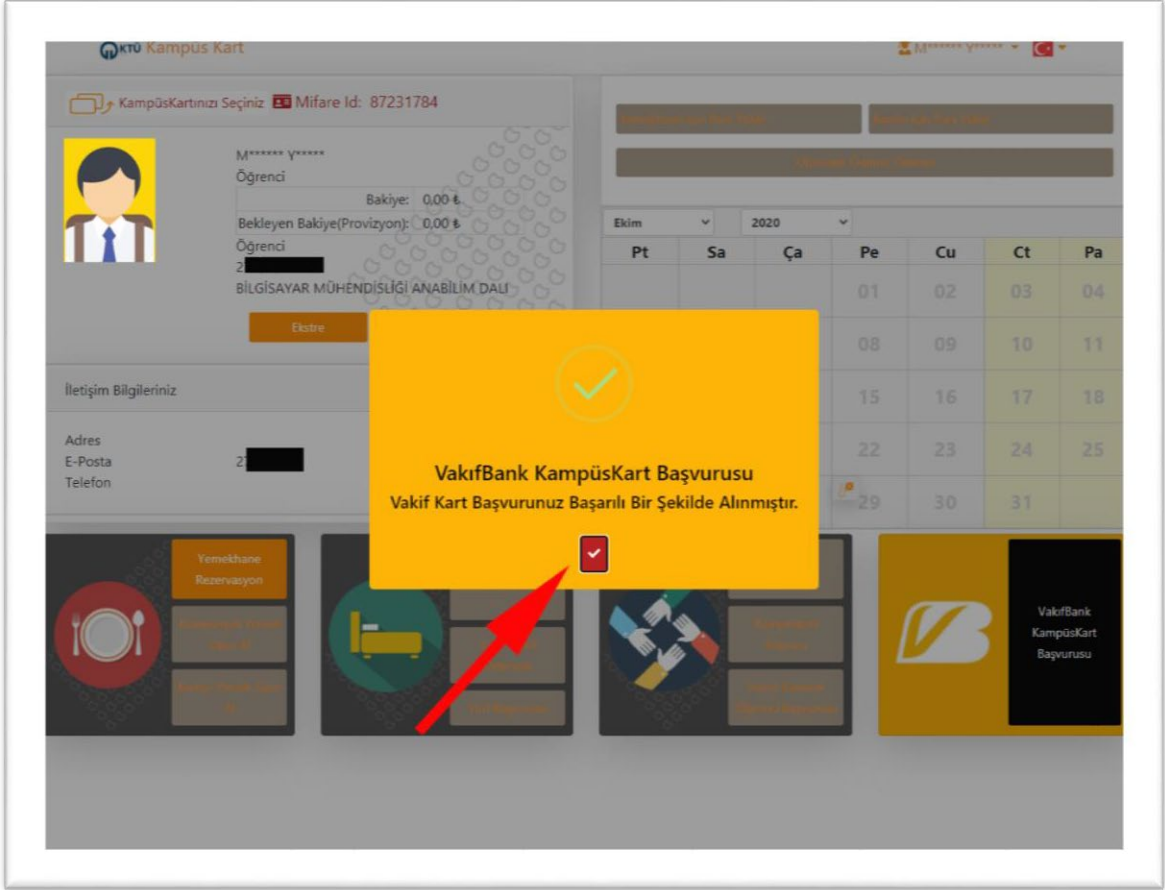 KTÜ Kampüs Kart
M****** Y*****
KampüsKartınızı Seçiniz Mifare Id: 87231784
M****** Y*****
Öğrenci
Bakiye: 0,00 ₺
Bekleyen Bakiye(Provizyon): 0,00 ₺
Öğrenci
2
BİLGİSAYAR MÜHENDİSLİĞİ ANABİLİM DALI
Ekstre
İletişim Bilgileriniz
Adres
E-Posta 2
Telefon
Ekim 2020
Pt Sa Ça Pe Cu Ct Pa
01 02 03 04
08 09 10 11
15 16 17 18
22 23 24 25
29 30 31
VakıfBank KampüsKart Başvurusu
Vakif Kart Başvurunuz Başarılı Bir Şekilde Alınmıştır.
Yemekhane
Rezervasyon
VakıfBank
KampüsKart
Başvurusu